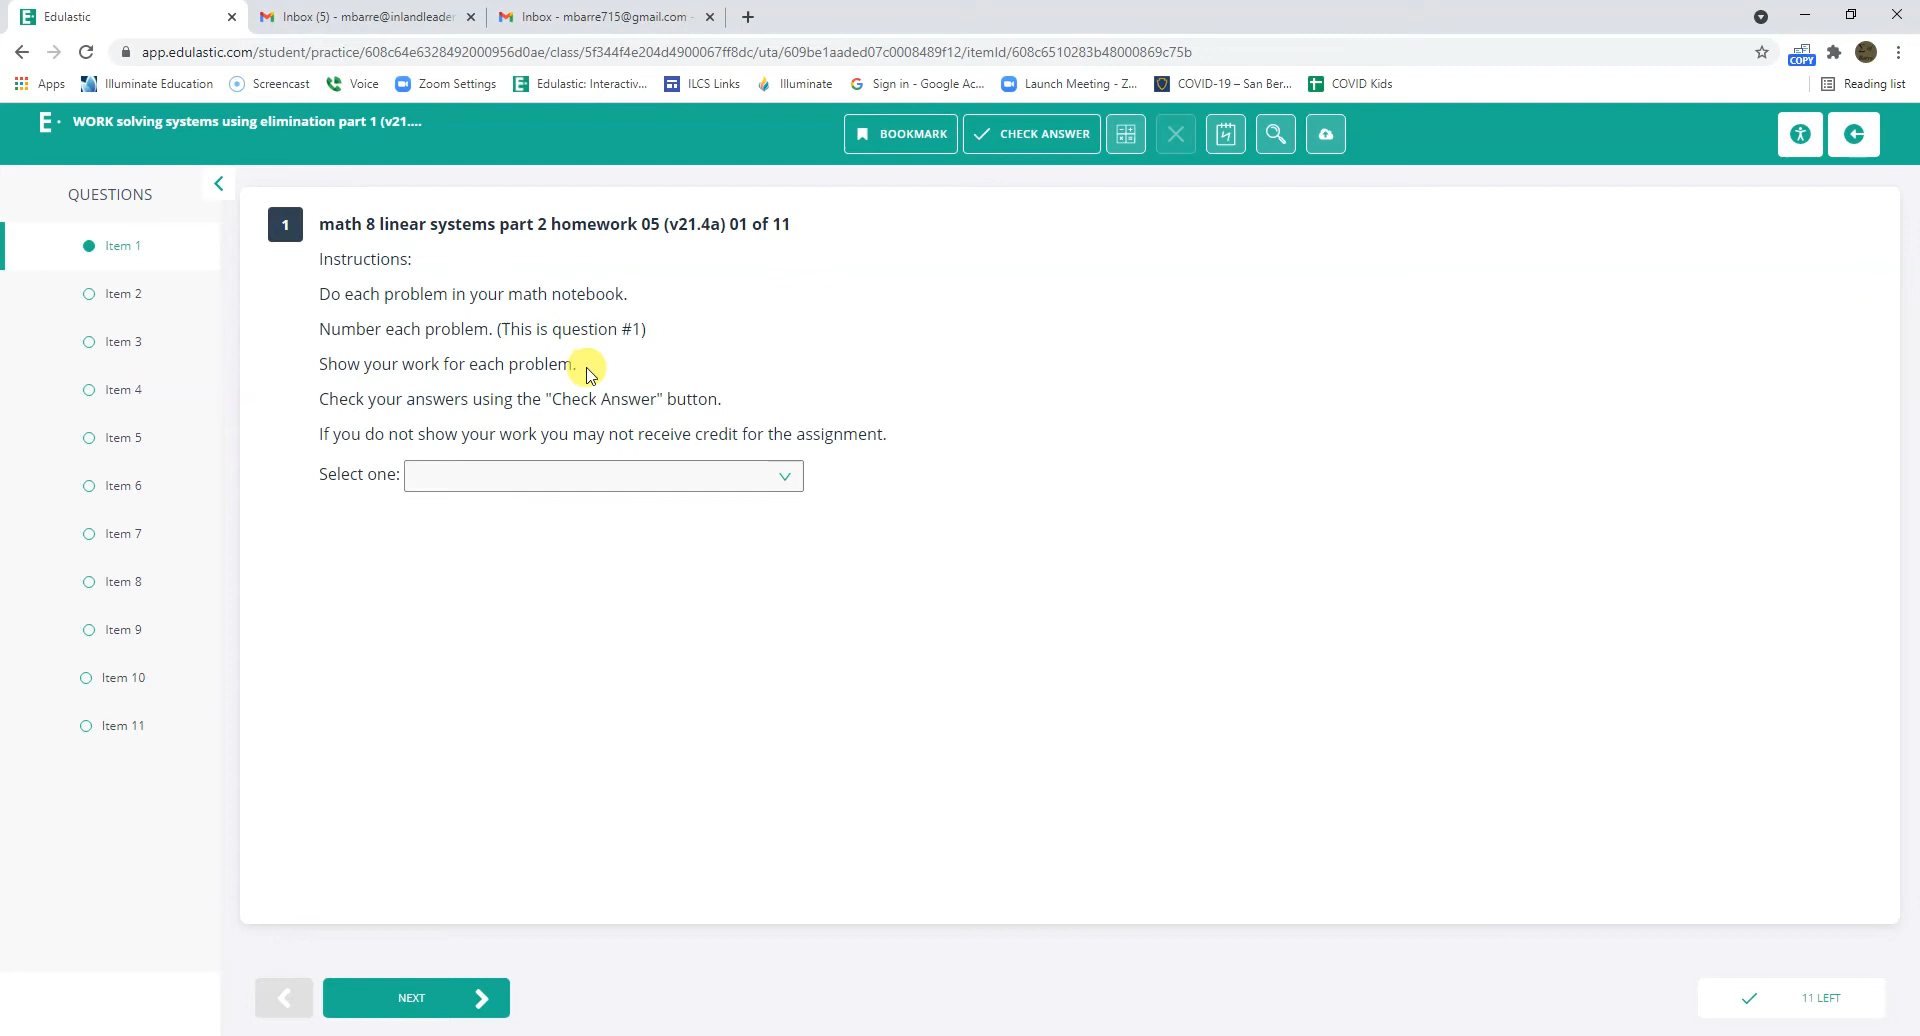 Edulastic
Inbox (5) - mbarre@inlandleader
Inbox - mbarre715@gmail.com -
app.edulastic.com/student/practice/608c64e6328492000956d0ae/class/5f344f4e204d4900067ff8dc/uta/609be1aaded07c0008489f12/itemId/608c6510283b48000869c75b
COPY
Apps
Illuminate Education
Screencast
Voice
Zoom Settings
Edulastic: Interactiv...
ILCS Links
Illuminate
Sign in - Google Ac...
Launch Meeting - Z...
COVID-19 – San Ber...
COVID Kids
Reading list
E
WORK solving systems using elimination part 1 (v21....
BOOKMARK
CHECK ANSWER
QUESTIONS
Item 1
Item 2
Item 3
Item 4
Item 5
Item 6
Item 7
Item 8
Item 9
Item 10
Item 11
1
math 8 linear systems part 2 homework 05 (v21.4a) 01 of 11
Instructions:
Do each problem in your math notebook.
Number each problem. (This is question #1)
Show your work for each problem.
Check your answers using the "Check Answer" button.
If you do not show your work you may not receive credit for the assignment.
Select one:
NEXT
11 LEFT